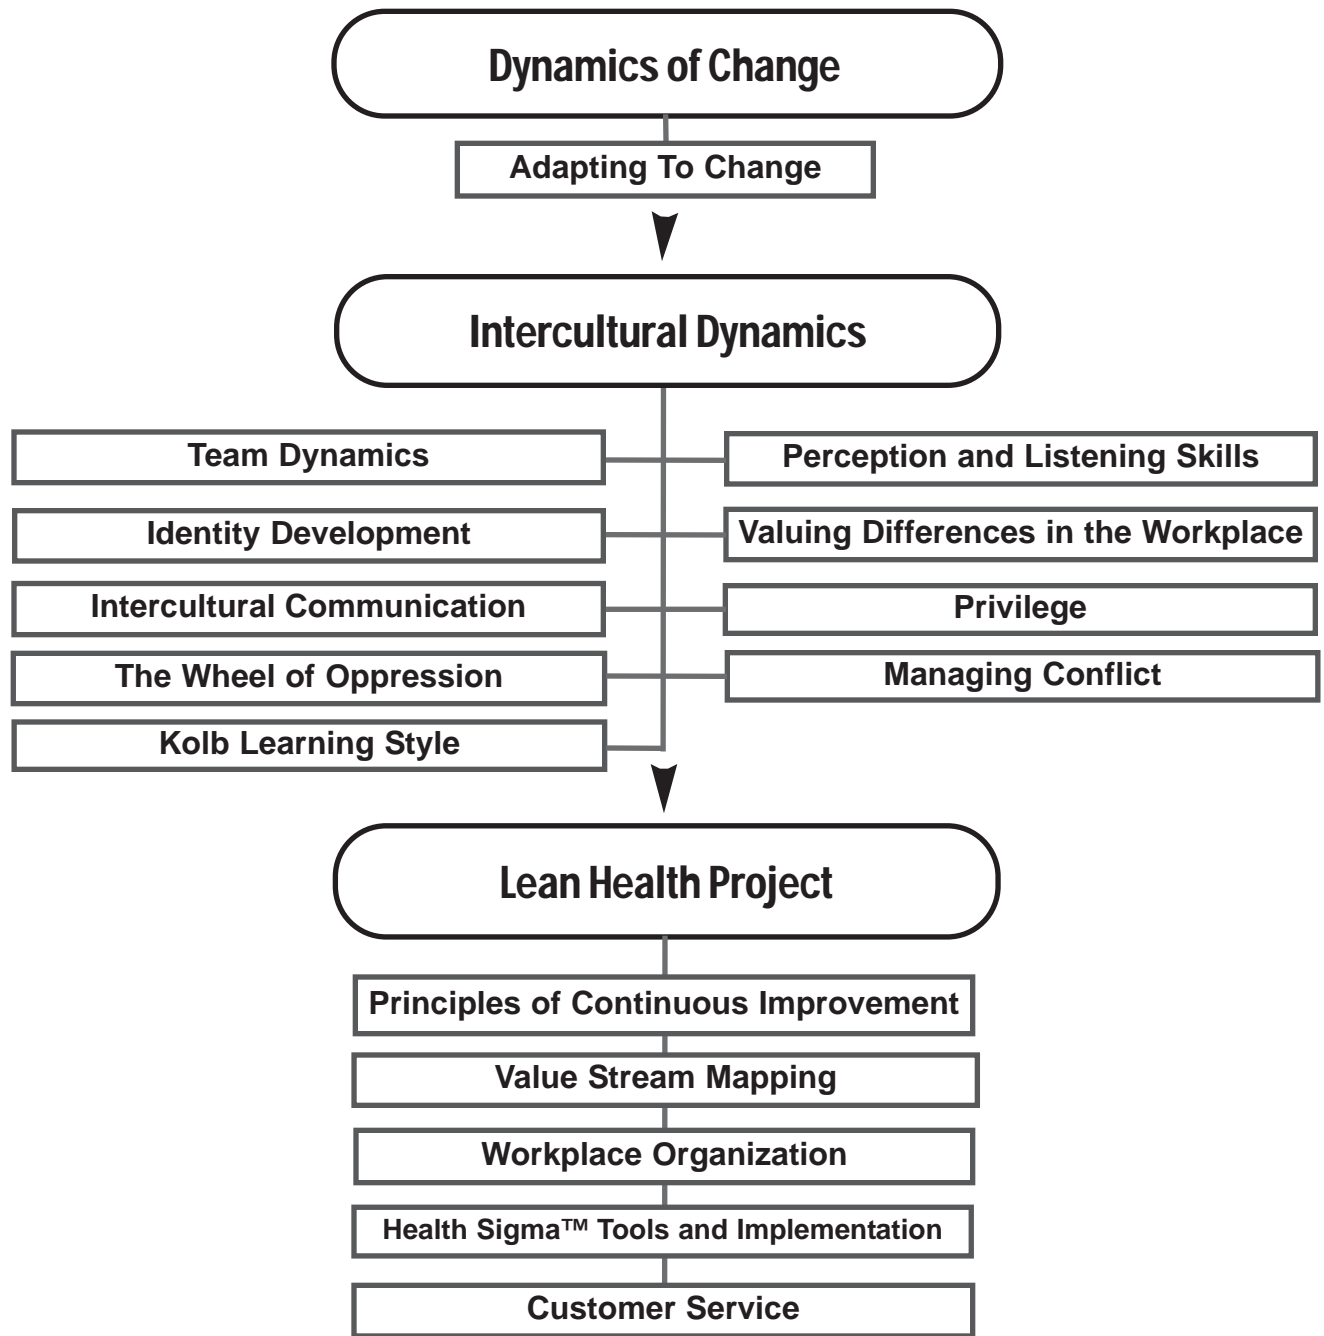 Dynamics of Change
Adapting To Change
Intercultural Dynamics
Team Dynamics
Perception and Listening Skills
Identity Development
Valuing Differences in the Workplace
Intercultural Communication
Privilege
The Wheel of Oppression
Managing Conflict
Kolb Learning Style
Lean Health Project
Principles of Continuous Improvement
Value Stream Mapping
Workplace Organization
Health Sigma™ Tools and Implementation
Customer Service